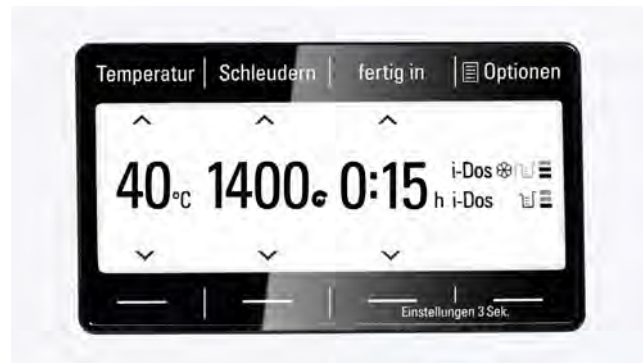 Temperatur Schleudern fertig in Optionen
40°C 1400 0:15 h
i-Dos
i-Dos
Einstellungen 3 Sek.